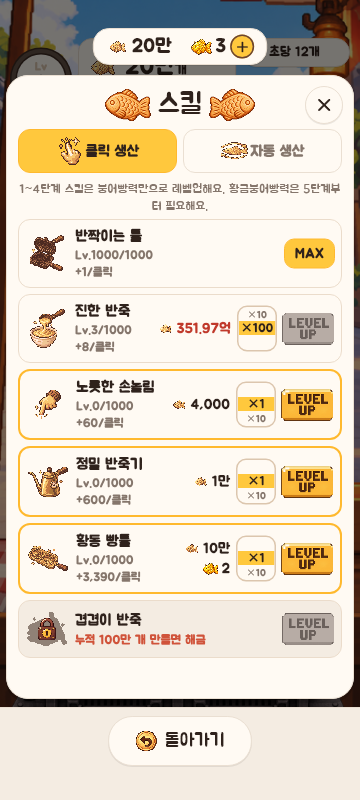 20만 3 +
Lv 20만개 초당 12개
스킬
클릭 생산
자동 생산
1~4단계 스킬은 붕어빵력만으로 레벨업해요. 황금붕어빵력은 5단계부
터 필요해요.
반짝이는 틀
Lv.1000/1000
+1/클릭
MAX
진한 반죽
Lv.3/1000
+8/클릭
351.97억
×10
×100
LEVEL
UP
노릇한 손놀림
Lv.0/1000
+60/클릭
4,000
×1
×10
LEVEL
UP
정밀 반죽기
Lv.0/1000
+600/클릭
1만
×1
×10
LEVEL
UP
황동 빵틀
Lv.0/1000
+3,390/클릭
10만
2
×1
×10
LEVEL
UP
겹겹이 반죽
누적 100만 개 만들면 해금
LEVEL
UP
돌아가기